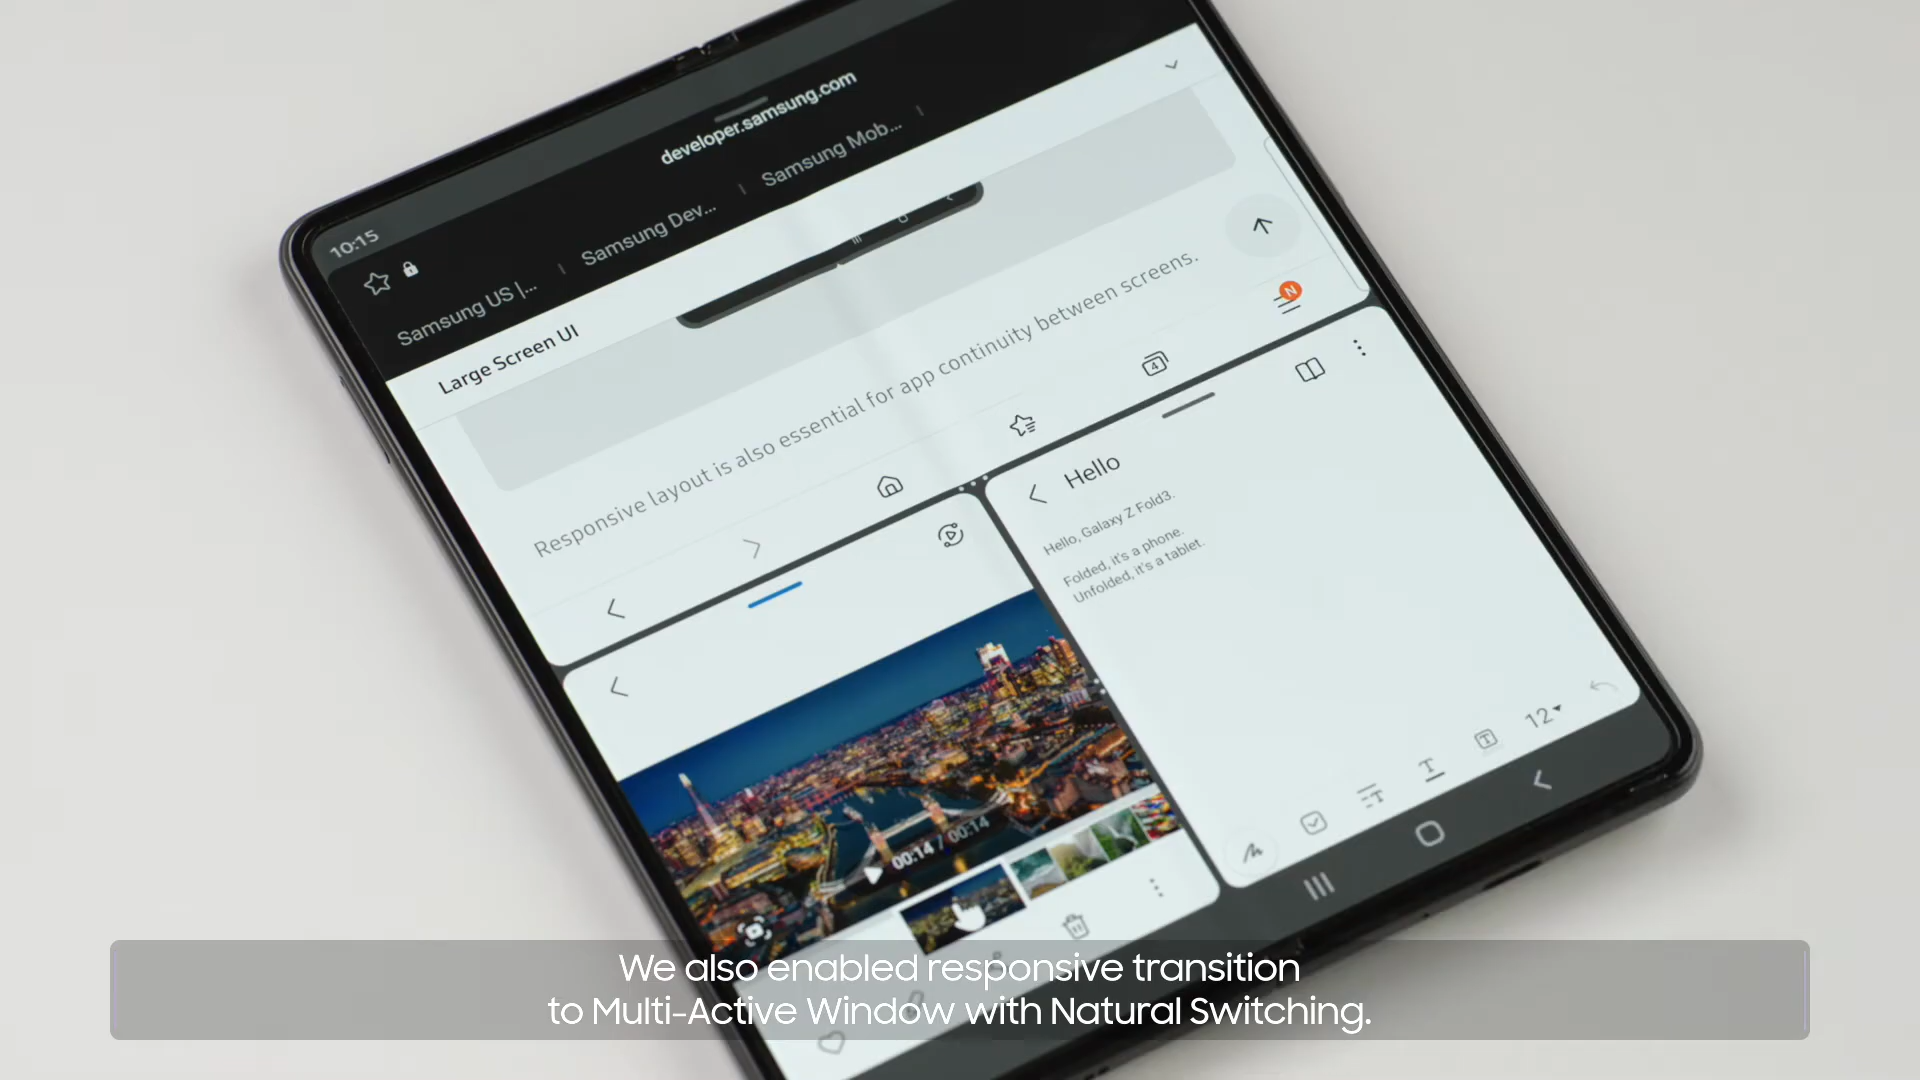 10:15
developer.samsung.com
Samsung US |...
Samsung Dev...
Samsung Mob...
Large Screen UI
Responsive layout is also essential for app continuity between screens.
N
4
Hello
Hello, Galaxy Z Fold3.
Folded, it's a phone.
Unfolded, it's a tablet.
00:14 / 00:14
12
We also enabled responsive transition
to Multi-Active Window with Natural Switching.